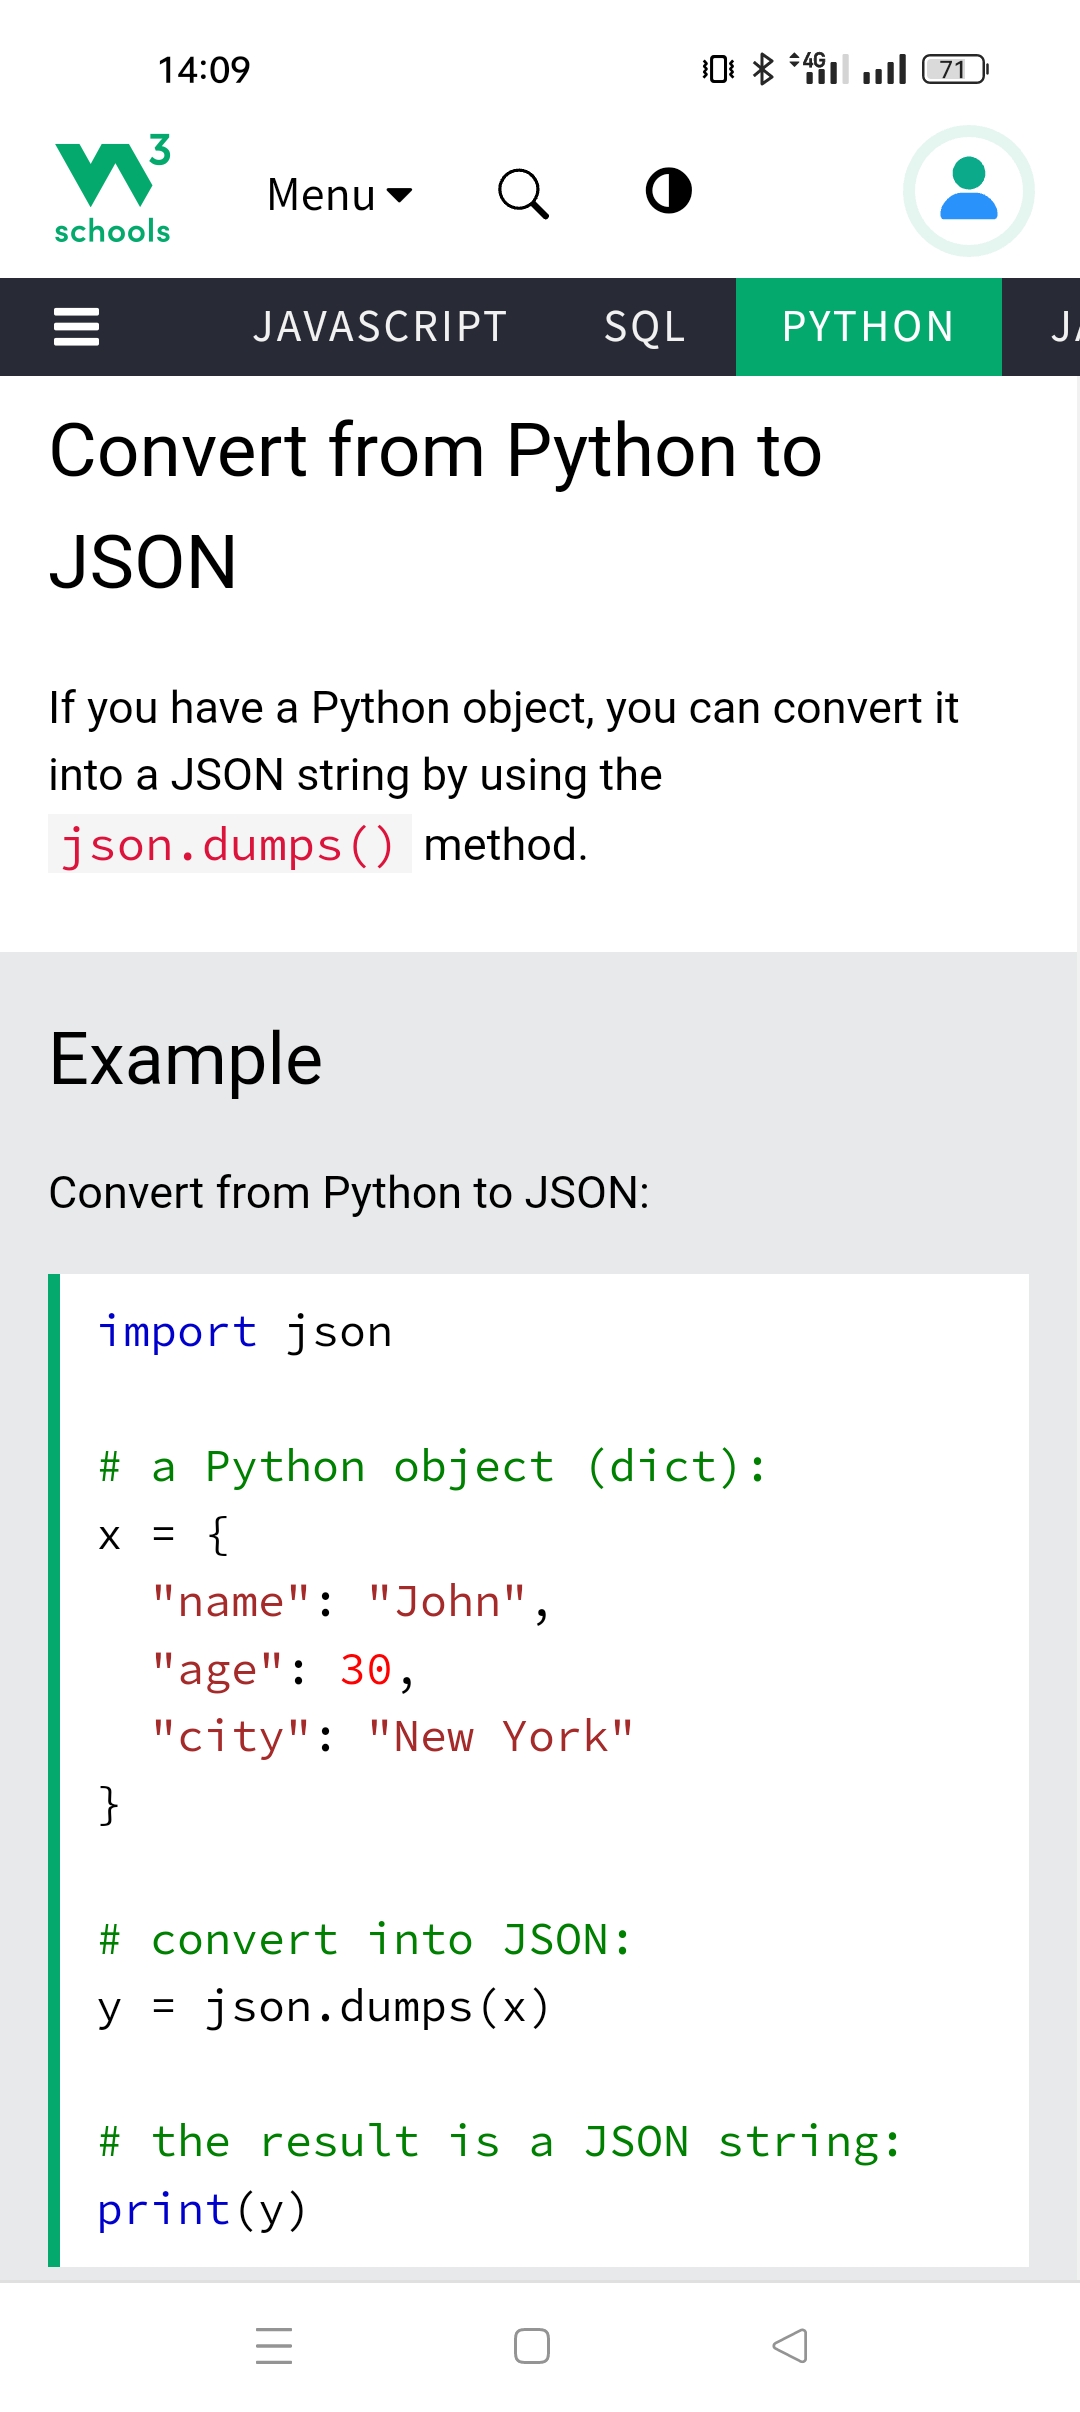 14:09
4G
71
3
schools
Menu
JAVASCRIPT SQL PYTHON JA
Convert from Python to
JSON
If you have a Python object, you can convert it
into a JSON string by using the
json.dumps() method.
Example
Convert from Python to JSON:
import json
# a Python object (dict):
x = {
"name": "John",
"age": 30,
"city": "New York"
}
# convert into JSON:
y = json.dumps(x)
# the result is a JSON string:
print(y)